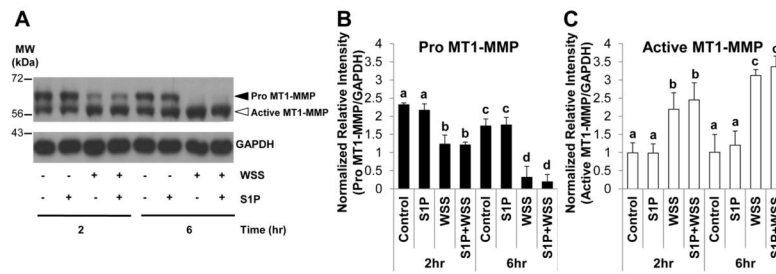 A
MW
(kDa)
72
56
43
Pro MT1-MMP
Active MT1-MMP
GAPDH
- - + + - - + + WSS
- + - + - + - + S1P
2 6 Time (hr)
B
Normalized Relative Intensity
(Pro MT1-MMP/GAPDH)
Pro MT1-MMP
4
3.5
3
2.5
2
1.5
1
0.5
0
a a b b c c d d
Control S1P WSS S1P+WSS Control S1P WSS S1P+WSS
2hr 6hr
C
Normalized Relative Intensity
(Active MT1-MMP/GAPDH)
Active MT1-MMP
4
3.5
3
2.5
2
1.5
1
0.5
0
a a b b a a c c
Control S1P WSS S1P+WSS Control S1P WSS S1P+WSS
2hr 6hr